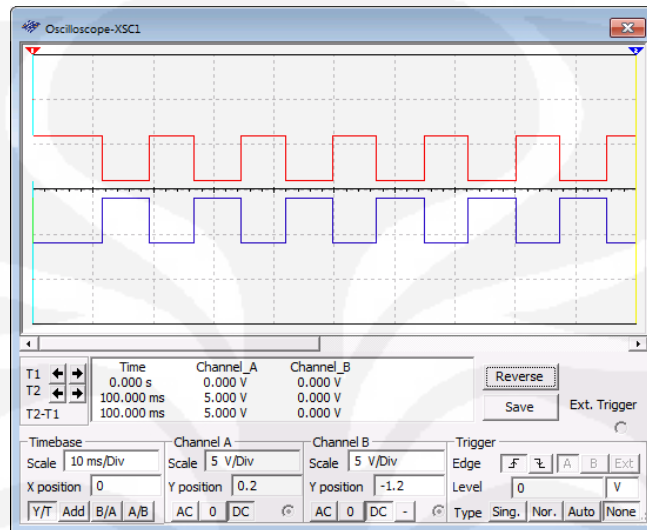 Oscilloscope-XSC1
1 2
Time Channel_A Channel_B
T1 0.000 s 0.000 V 0.000 V
T2 100.000 ms 5.000 V 0.000 V
T2-T1 100.000 ms 5.000 V 0.000 V
Reverse
Save
Ext. Trigger
Timebase
Scale 10 ms/Div
X position 0
Y/T Add B/A A/B
Channel A
Scale 5 V/Div
Y position 0.2
AC 0 DC
Channel B
Scale 5 V/Div
Y position -1.2
AC 0 DC -
Trigger
Edge A B Ext
Level 0 V
Type Sing. Nor. Auto None